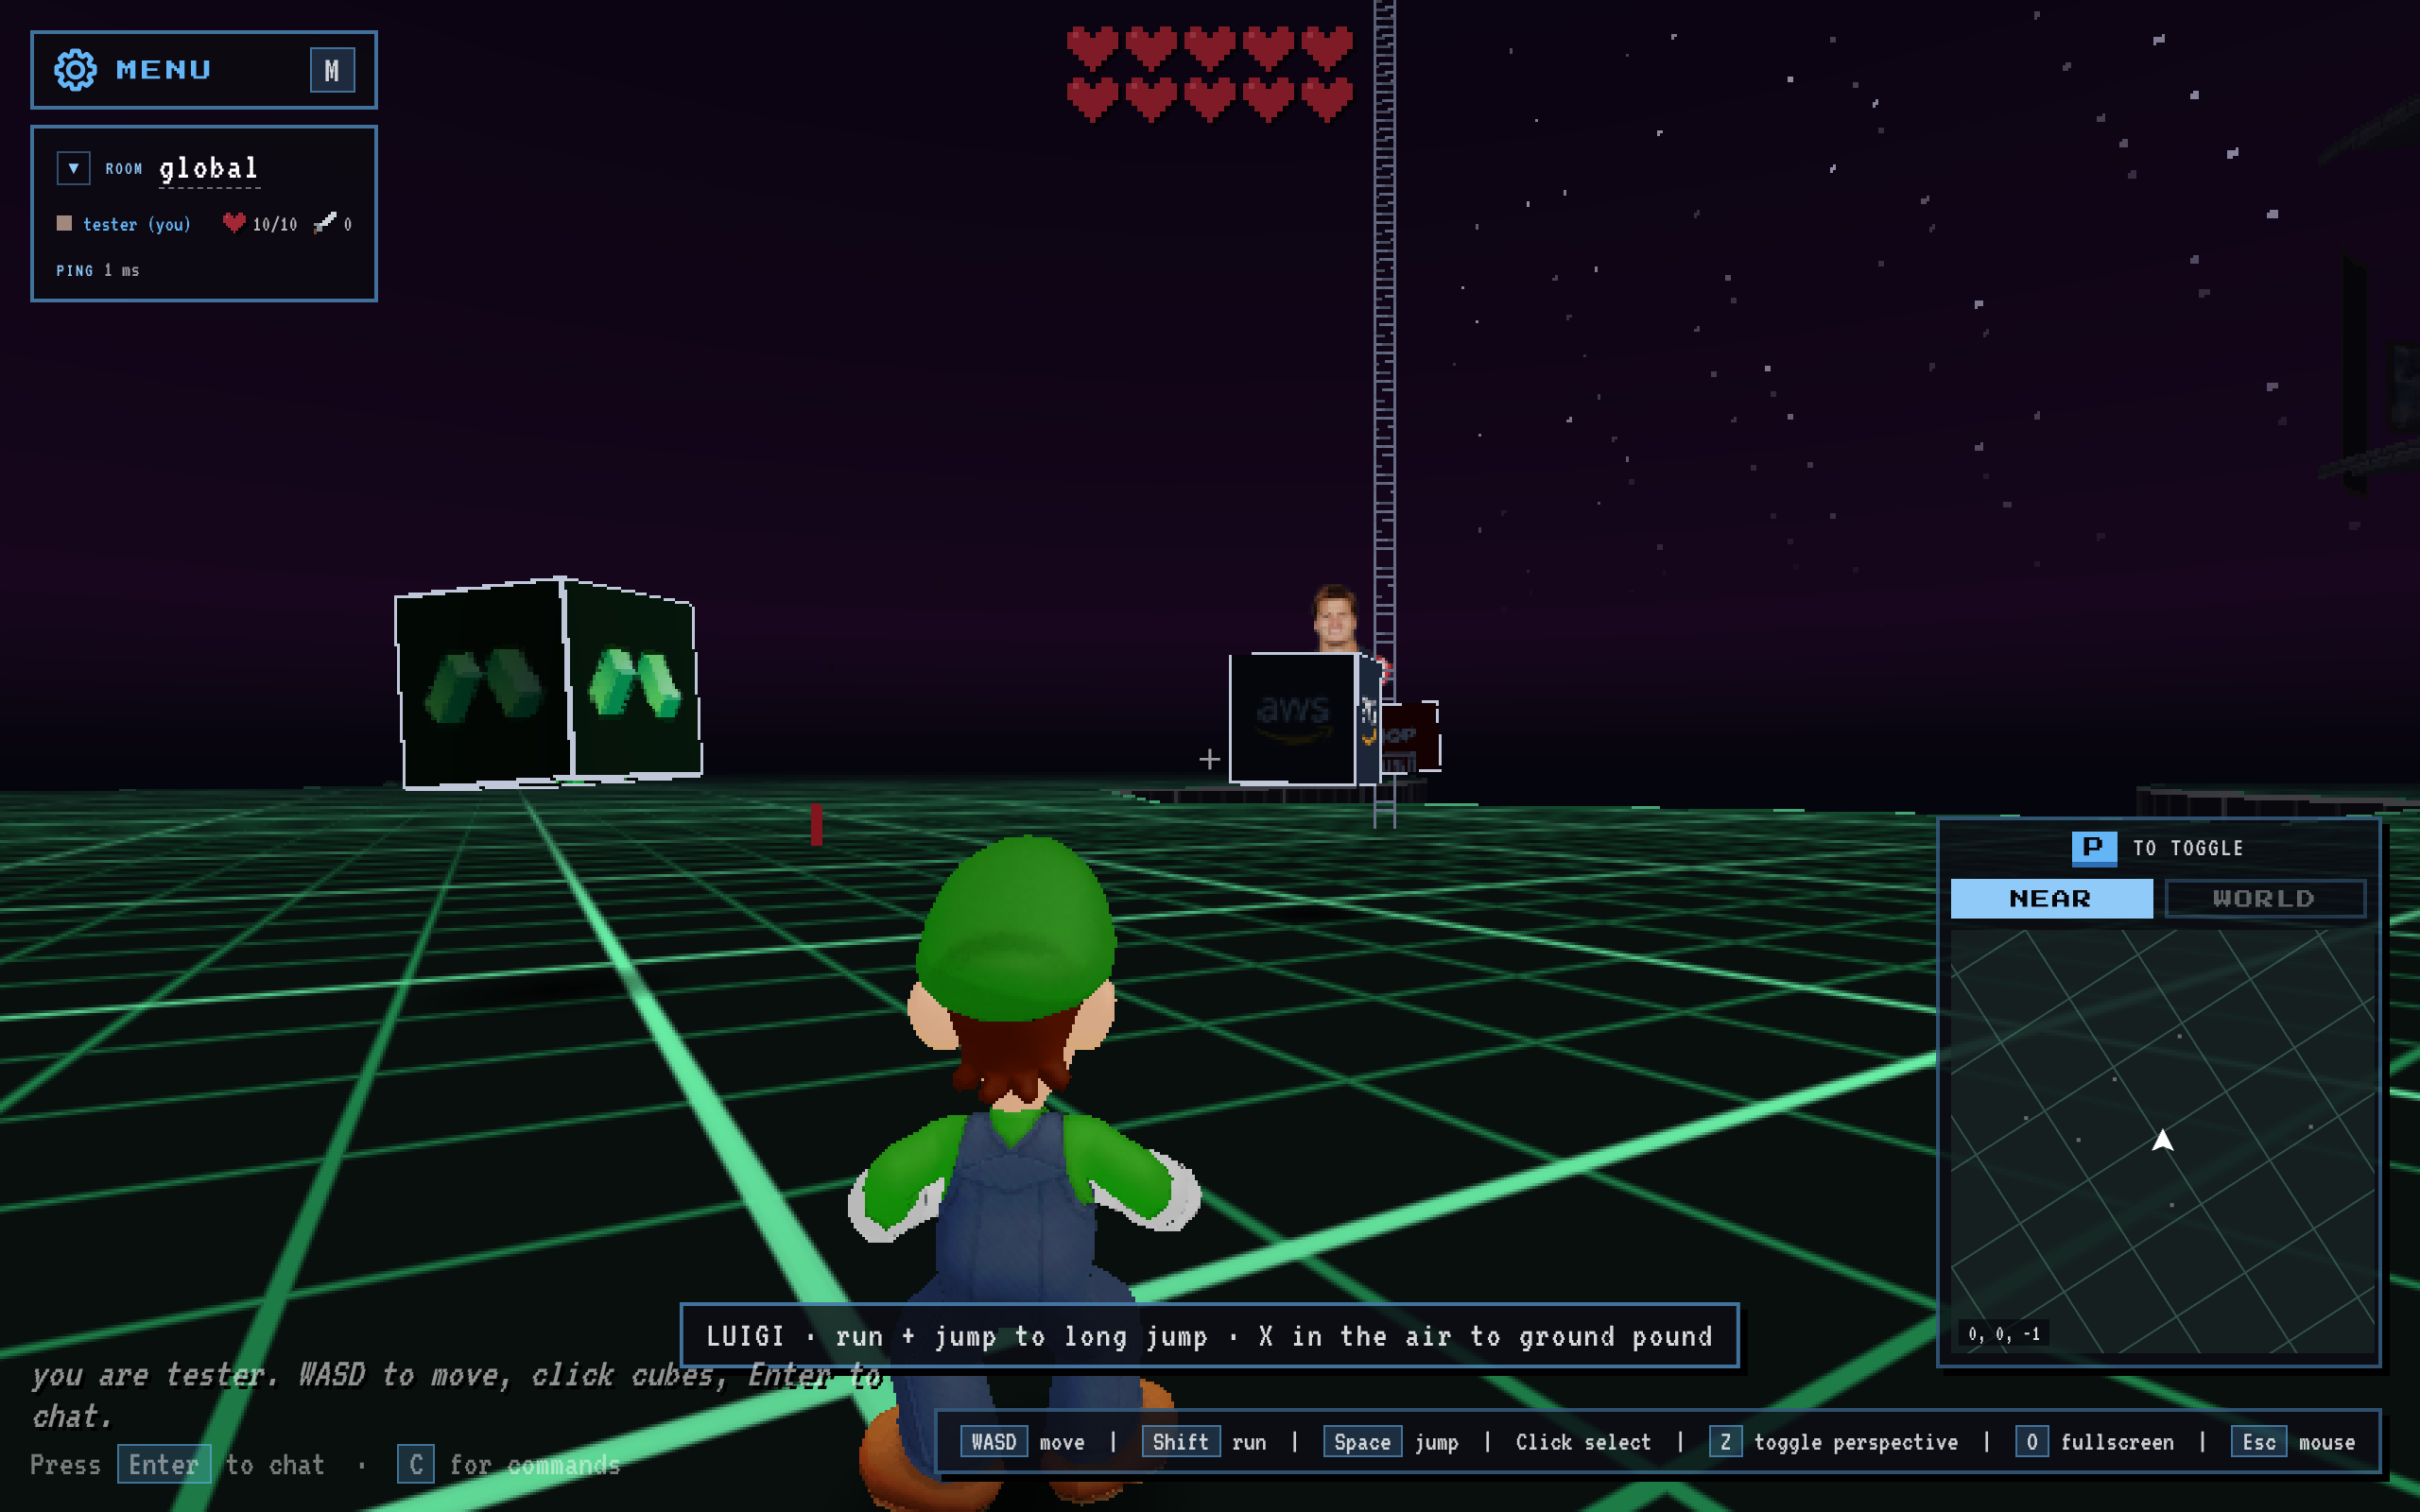 MENU M
▼ ROOM global
tester (you) 10/10 0
PING 1 ms
aws
P TO TOGGLE
NEAR WORLD
0, 0, -1
LUIGI · run + jump to long jump · X in the air to ground pound
you are tester. WASD to move, click cubes, Enter to
chat.
Press Enter to chat · C for commands
WASD move | Shift run | Space jump | Click select | Z toggle perspective | O fullscreen | Esc mouse